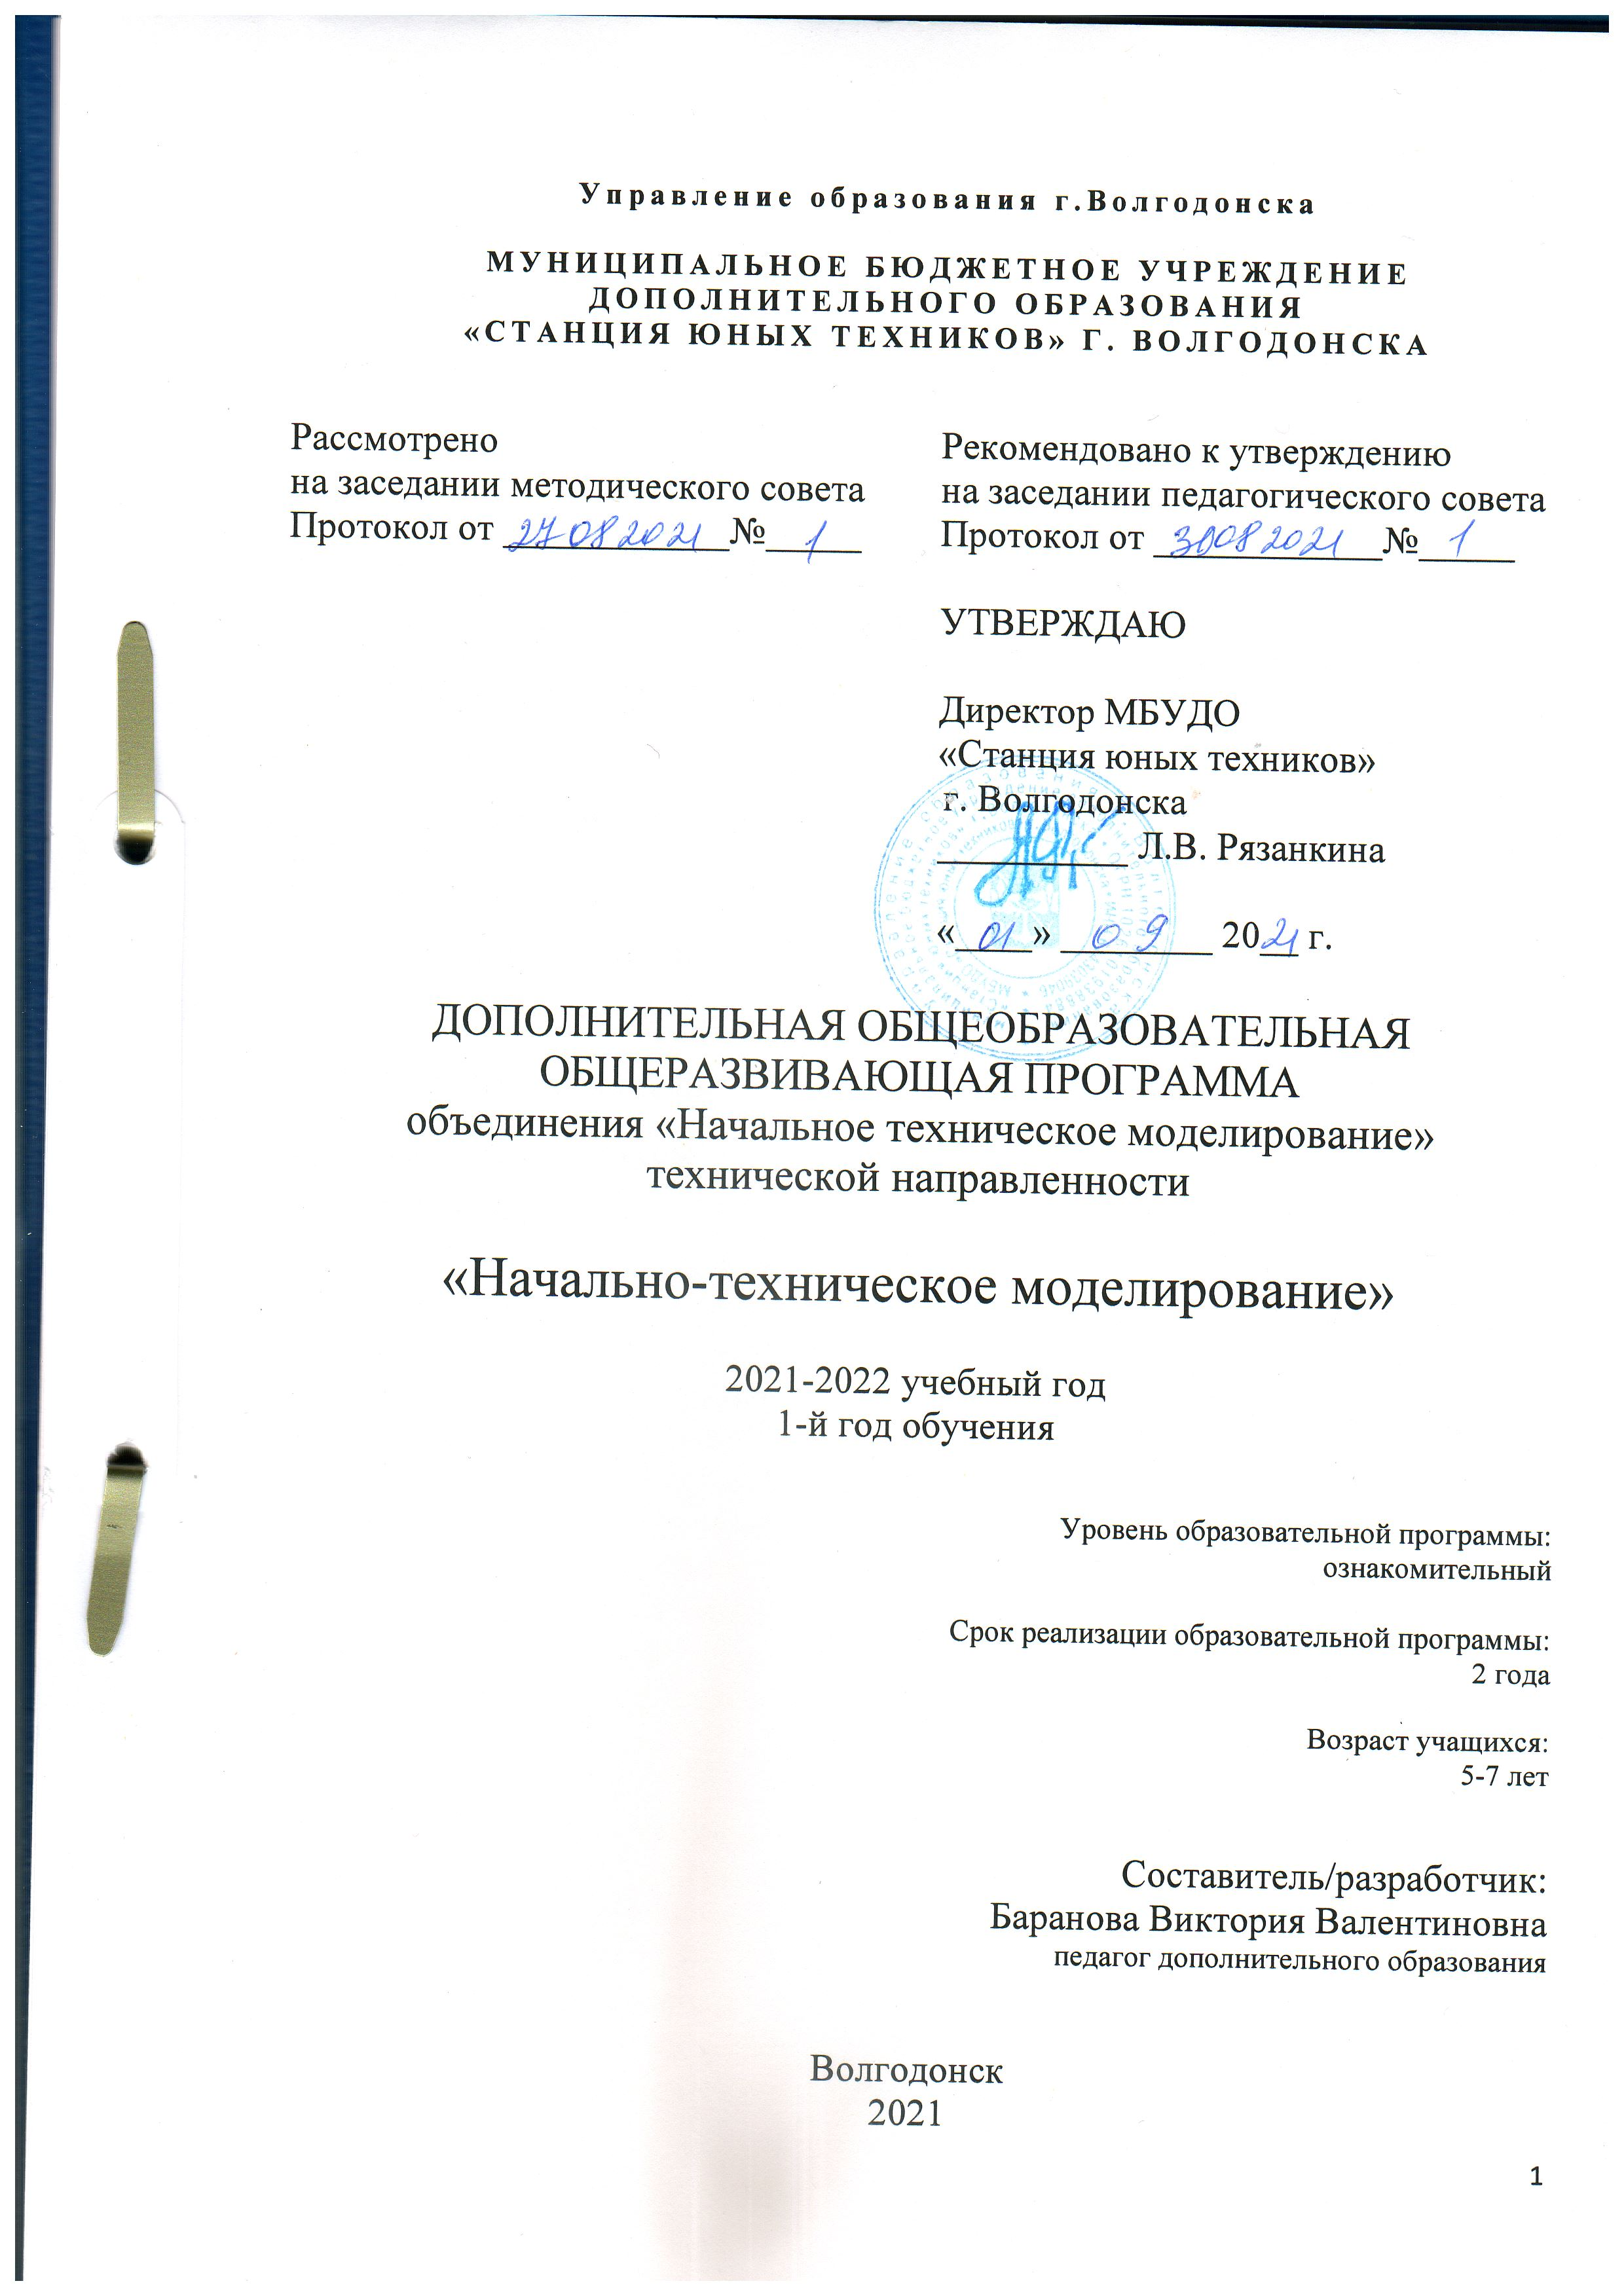 Управление образования г.Волгодонска
МУНИЦИПАЛЬНОЕ БЮДЖЕТНОЕ УЧРЕЖДЕНИЕ
ДОПОЛНИТЕЛЬНОГО ОБРАЗОВАНИЯ
«СТАНЦИЯ ЮНЫХ ТЕХНИКОВ» Г. ВОЛГОДОНСКА
Рассмотрено
на заседании методического совета
Протокол от 27 08 2021 № 1
Рекомендовано к утверждению
на заседании педагогического совета
Протокол от 30 08 2021 № 1
УТВЕРЖДАЮ
Директор МБУДО
«Станция юных техников»
г. Волгодонска
Л.В. Рязанкина
«01» 09 2021 г.
ДОПОЛНИТЕЛЬНАЯ ОБЩЕОБРАЗОВАТЕЛЬНАЯ
ОБЩЕРАЗВИВАЮЩАЯ ПРОГРАММА
объединения «Начальное техническое моделирование»
технической направленности
«Начально-техническое моделирование»
2021-2022 учебный год
1-й год обучения
Уровень образовательной программы:
ознакомительный
Срок реализации образовательной программы:
2 года
Возраст учащихся:
5-7 лет
Составитель/разработчик:
Баранова Виктория Валентиновна
педагог дополнительного образования
Волгодонск
2021
1